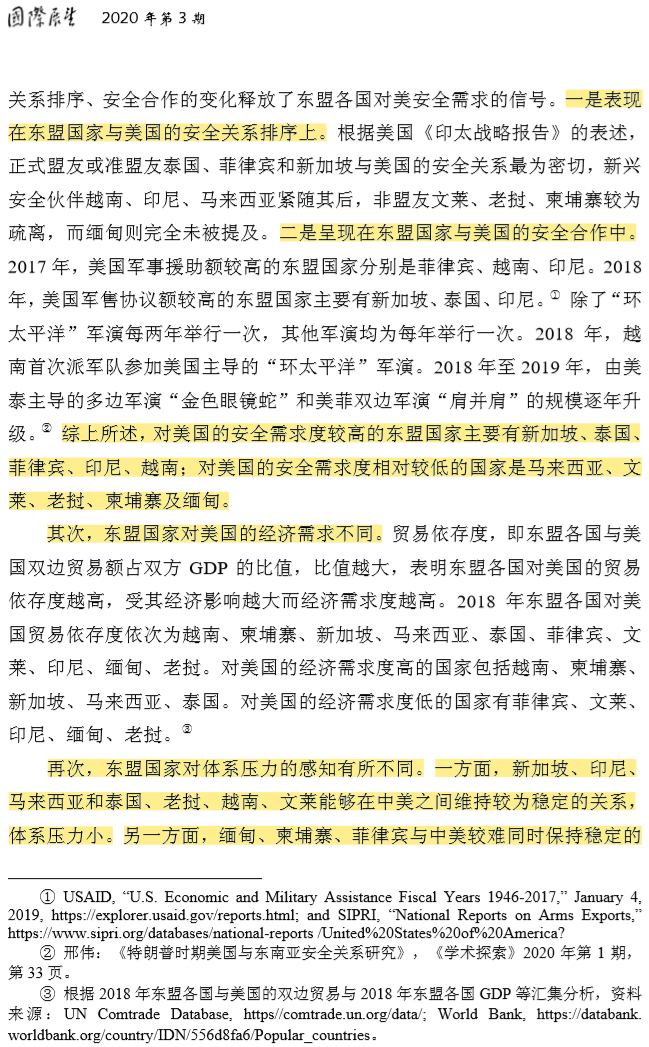 國際展望 2020 年第 3 期
关系排序、安全合作的变化释放了东盟各国对美安全需求的信号。一是表现
在东盟国家与美国的安全关系排序上。根据美国《印太战略报告》的表述，
正式盟友或准盟友泰国、菲律宾和新加坡与美国的安全关系最为密切，新兴
安全伙伴越南、印尼、马来西亚紧随其后，非盟友文莱、老挝、柬埔寨较为
疏离，而缅甸则完全未被提及。二是呈现在东盟国家与美国的安全合作中。
2017 年，美国军事援助额较高的东盟国家分别是菲律宾、越南、印尼。2018
年，美国军售协议额较高的东盟国家主要有新加坡、泰国、印尼。① 除了“环
太平洋”军演每两年举行一次，其他军演均为每年举行一次。2018 年，越
南首次派军队参加美国主导的“环太平洋”军演。2018 年至 2019 年，由美
泰主导的多边军演“金色眼镜蛇”和美菲双边军演“肩并肩”的规模逐年升
级。② 综上所述，对美国的安全需求度较高的东盟国家主要有新加坡、泰国、
菲律宾、印尼、越南；对美国的安全需求度相对较低的国家是马来西亚、文
莱、老挝、柬埔寨及缅甸。
其次，东盟国家对美国的经济需求不同。贸易依存度，即东盟各国与美
国双边贸易额占双方 GDP 的比值，比值越大，表明东盟各国对美国的贸易
依存度越高，受其经济影响越大而经济需求度越高。2018 年东盟各国对美
国贸易依存度依次为越南、柬埔寨、新加坡、马来西亚、泰国、菲律宾、文
莱、印尼、缅甸、老挝。对美国的经济需求度高的国家包括越南、柬埔寨、
新加坡、马来西亚、泰国。对美国的经济需求度低的国家有菲律宾、文莱、
印尼、缅甸、老挝。③
再次，东盟国家对体系压力的感知有所不同。一方面，新加坡、印尼、
马来西亚和泰国、老挝、越南、文莱能够在中美之间维持较为稳定的关系，
体系压力小。另一方面，缅甸、柬埔寨、菲律宾与中美较难同时保持稳定的
① USAID, “U.S. Economic and Military Assistance Fiscal Years 1946-2017,” January 4,
2019, https://explorer.usaid.gov/reports.html; and SIPRI, “National Reports on Arms Exports,”
https://www.sipri.org/databases/national-reports /United%20States%20of%20America?
② 邢伟：《特朗普时期美国与东南亚安全关系研究》，《学术探索》2020 年第 1 期，
第 33 页。
③ 根据 2018 年东盟各国与美国的双边贸易与 2018 年东盟各国 GDP 等汇集分析，资料
来源：UN Comtrade Database, https//comtrade.un.org/data/; World Bank, https://databank.
worldbank.org/country/IDN/556d8fa6/Popular_countries。